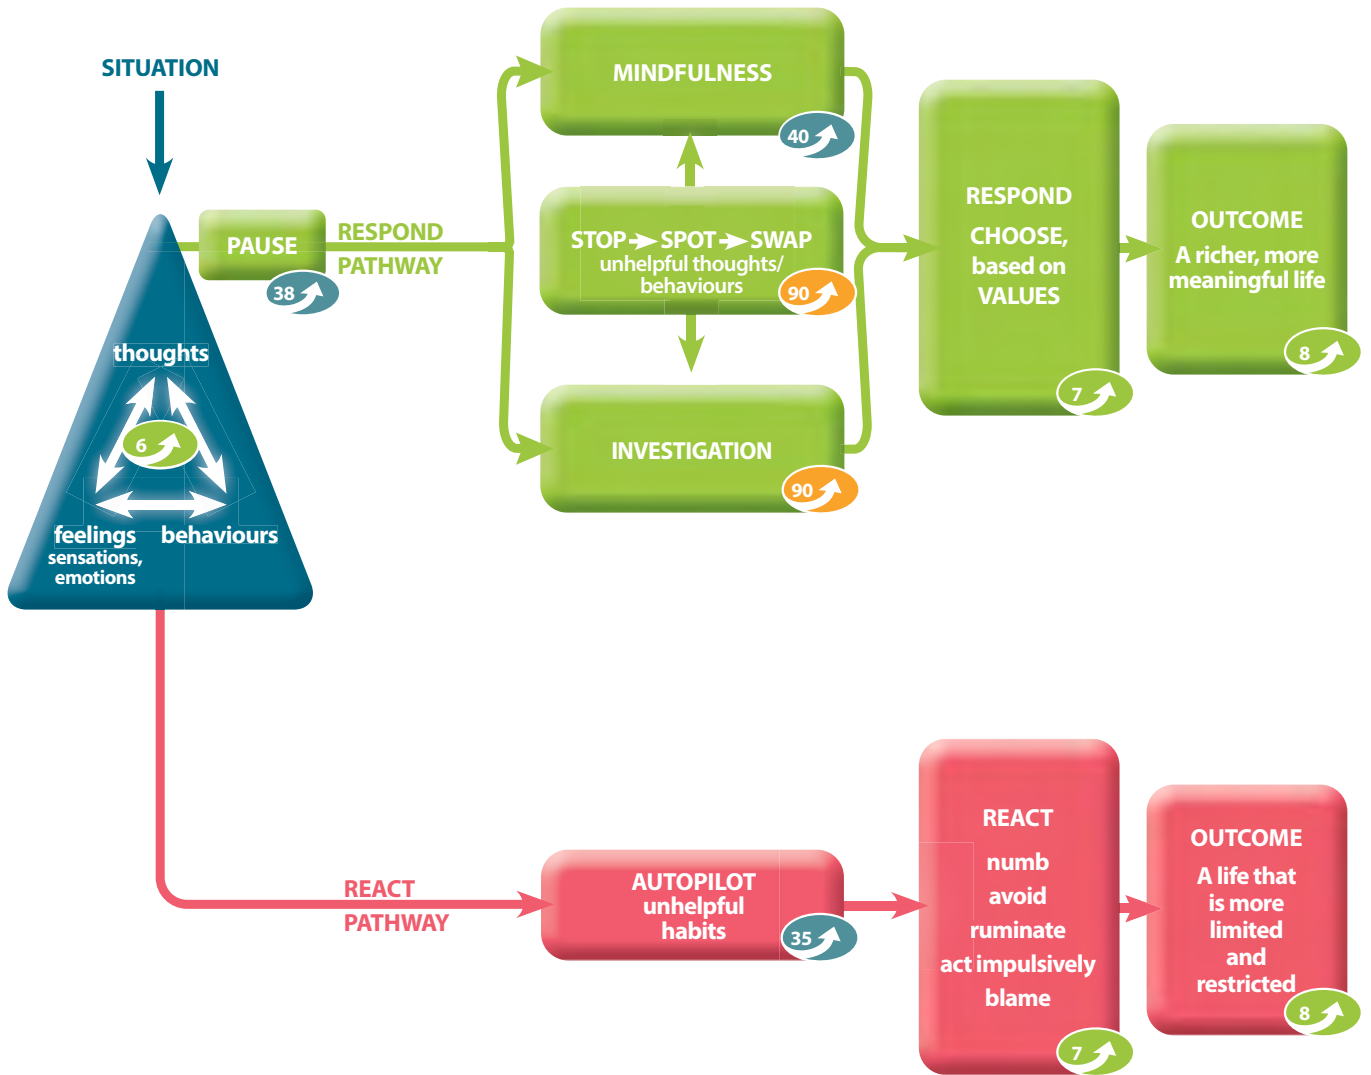 SITUATION
PAUSE
38
RESPOND
PATHWAY
thoughts
6
feelings
sensations,
emotions
behaviours
MINDFULNESS
40
STOP SPOT SWAP
unhelpful thoughts/
behaviours
90
INVESTIGATION
90
RESPOND
CHOOSE,
based on
VALUES
7
OUTCOME
A richer, more
meaningful life
8
REACT
PATHWAY
AUTOPILOT
unhelpful
habits
35
REACT
numb
avoid
ruminate
act impulsively
blame
7
OUTCOME
A life that
is more
limited
and
restricted
8